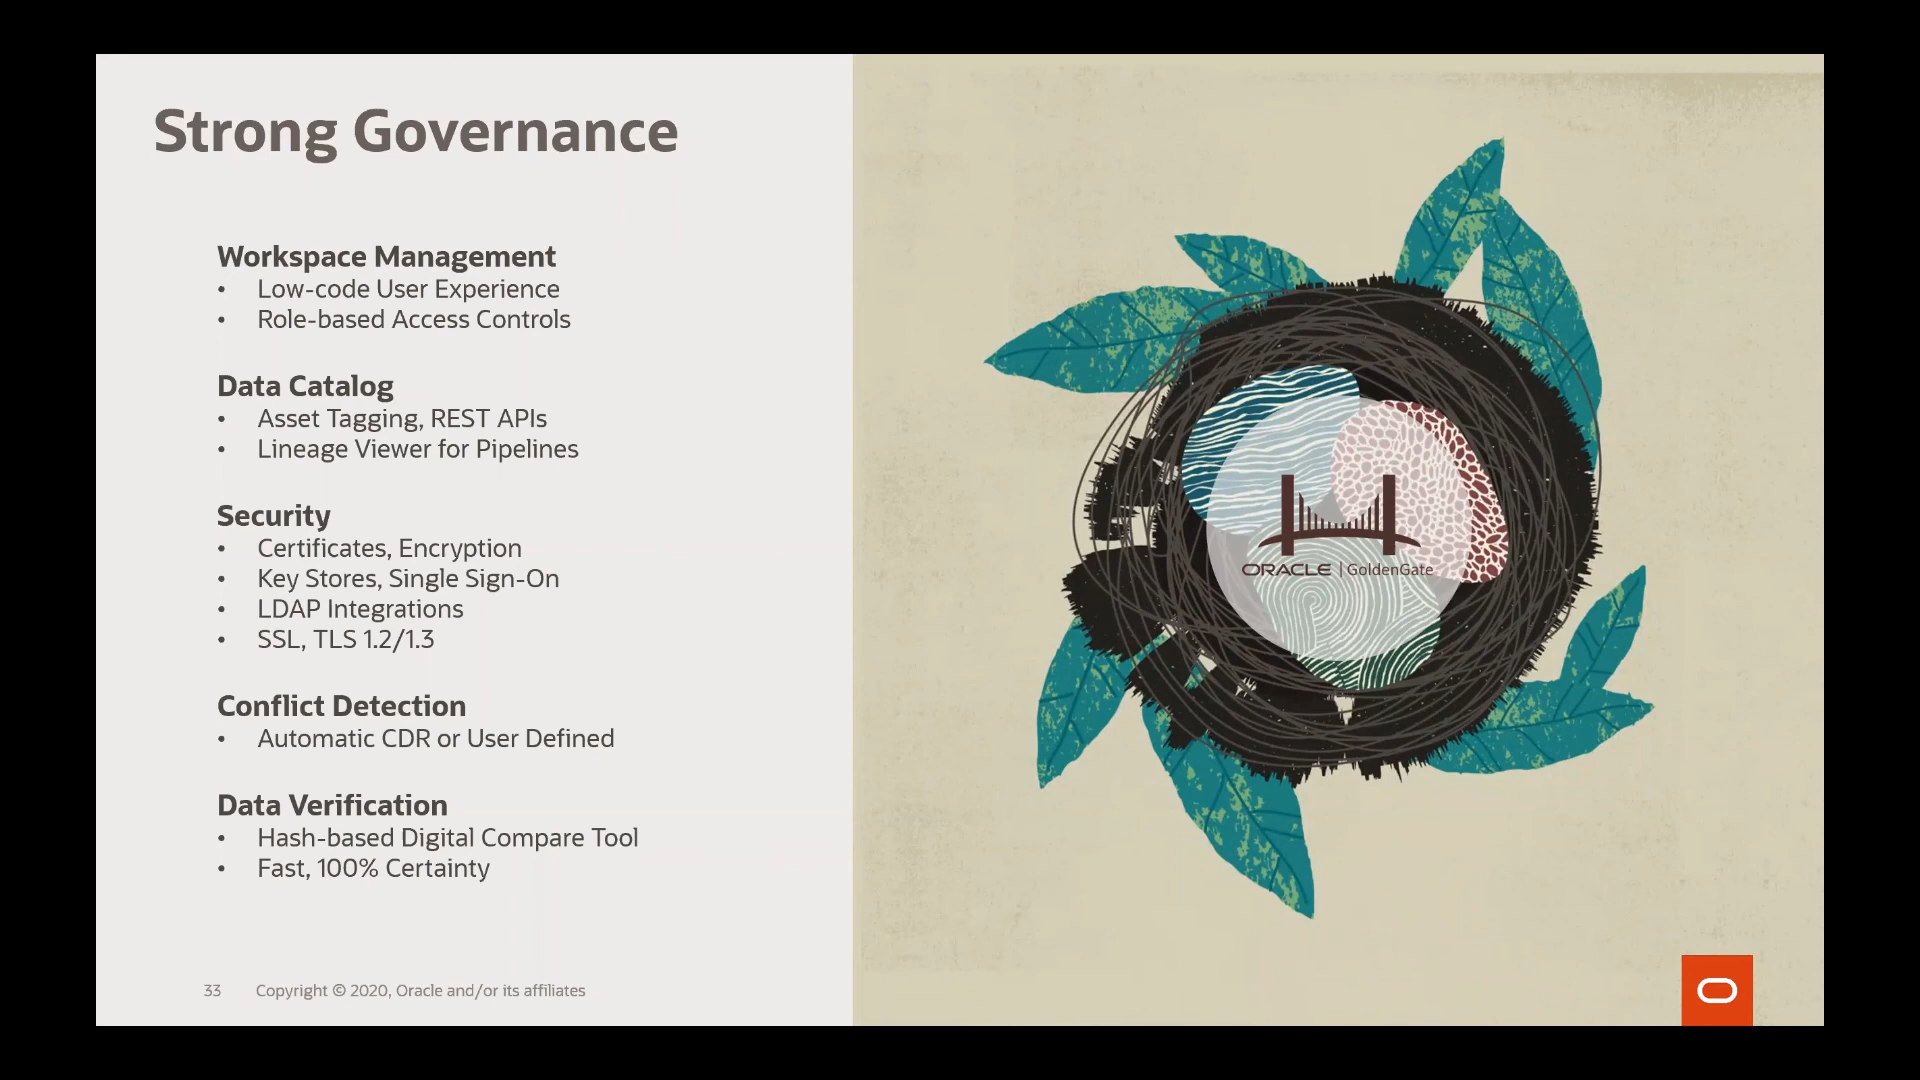 Strong Governance
Workspace Management
• Low-code User Experience
• Role-based Access Controls
Data Catalog
• Asset Tagging, REST APIs
• Lineage Viewer for Pipelines
Security
• Certificates, Encryption
• Key Stores, Single Sign-On
• LDAP Integrations
• SSL, TLS 1.2/1.3
Conflict Detection
• Automatic CDR or User Defined
Data Verification
• Hash-based Digital Compare Tool
• Fast, 100% Certainty
33 Copyright © 2020, Oracle and/or its affiliates
ORACLE | GoldenGate